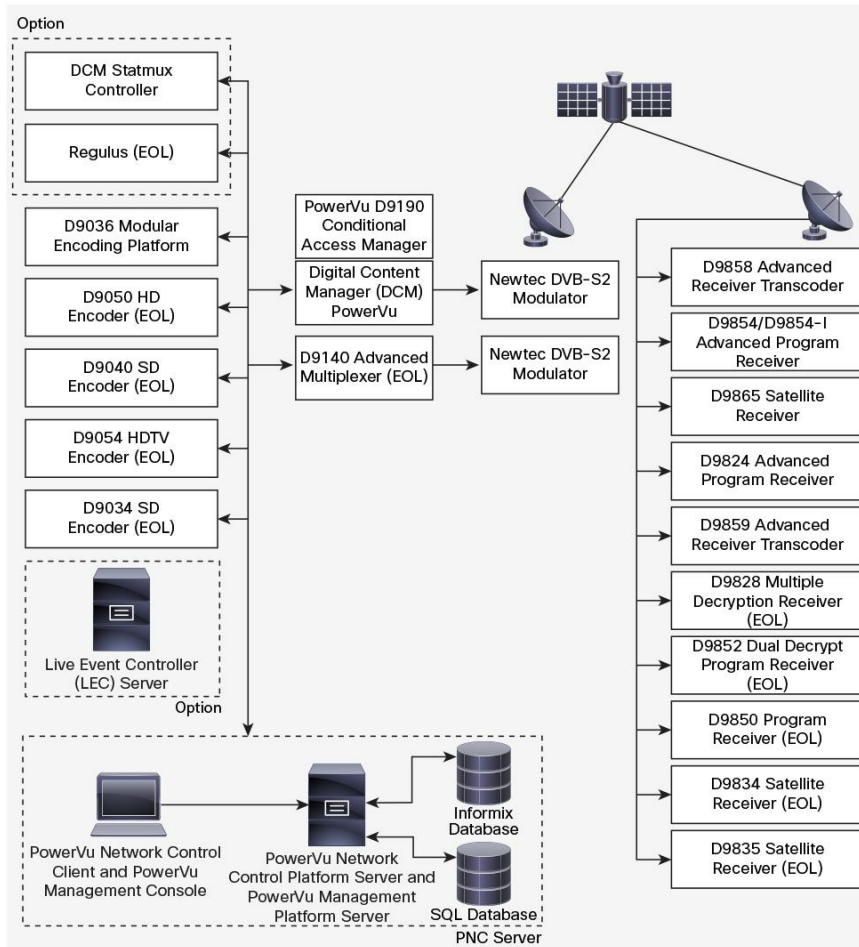 Option
DCM Statmux
Controller
Regulus (EOL)
D9036 Modular
Encoding Platform
D9050 HD
Encoder (EOL)
D9040 SD
Encoder (EOL)
D9054 HDTV
Encoder (EOL)
D9034 SD
Encoder (EOL)
Live Event Controller
(LEC) Server
Option
PowerVu D9190
Conditional
Access Manager
Digital Content
Manager (DCM)
PowerVu
D9140 Advanced
Multiplexer (EOL)
Newtec DVB-S2
Modulator
Newtec DVB-S2
Modulator
D9858 Advanced
Receiver Transcoder
D9854/D9854-I
Advanced Program
Receiver
D9865 Satellite
Receiver
D9824 Advanced
Program Receiver
D9859 Advanced
Receiver Transcoder
D9828 Multiple
Decryption Receiver
(EOL)
D9852 Dual Decrypt
Program Receiver
(EOL)
D9850 Program
Receiver (EOL)
D9834 Satellite
Receiver (EOL)
D9835 Satellite
Receiver (EOL)
PowerVu Network Control
Client and PowerVu
Management Console
PowerVu Network
Control Platform Server and
PowerVu Management
Platform Server
Informix
Database
SQL Database
PNC Server